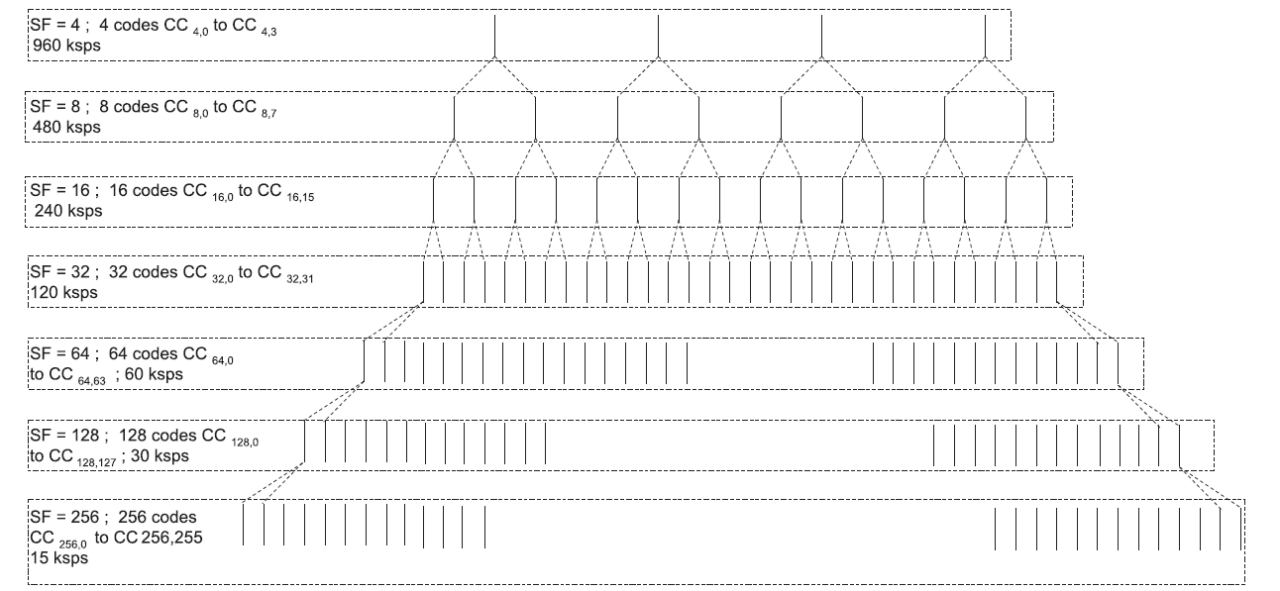 SF = 4 ; 4 codes CC 4,0 to CC 4,3
960 ksps
SF = 8 ; 8 codes CC 8,0 to CC 8,7
480 ksps
SF = 16 ; 16 codes CC 16,0 to CC 16,15
240 ksps
SF = 32 ; 32 codes CC 32,0 to CC 32,31
120 ksps
SF = 64 ; 64 codes CC 64,0
to CC 64,63 ; 60 ksps
SF = 128 ; 128 codes CC 128,0
to CC 128,127 ; 30 ksps
SF = 256 ; 256 codes
CC 256,0 to CC 256,255
15 ksps